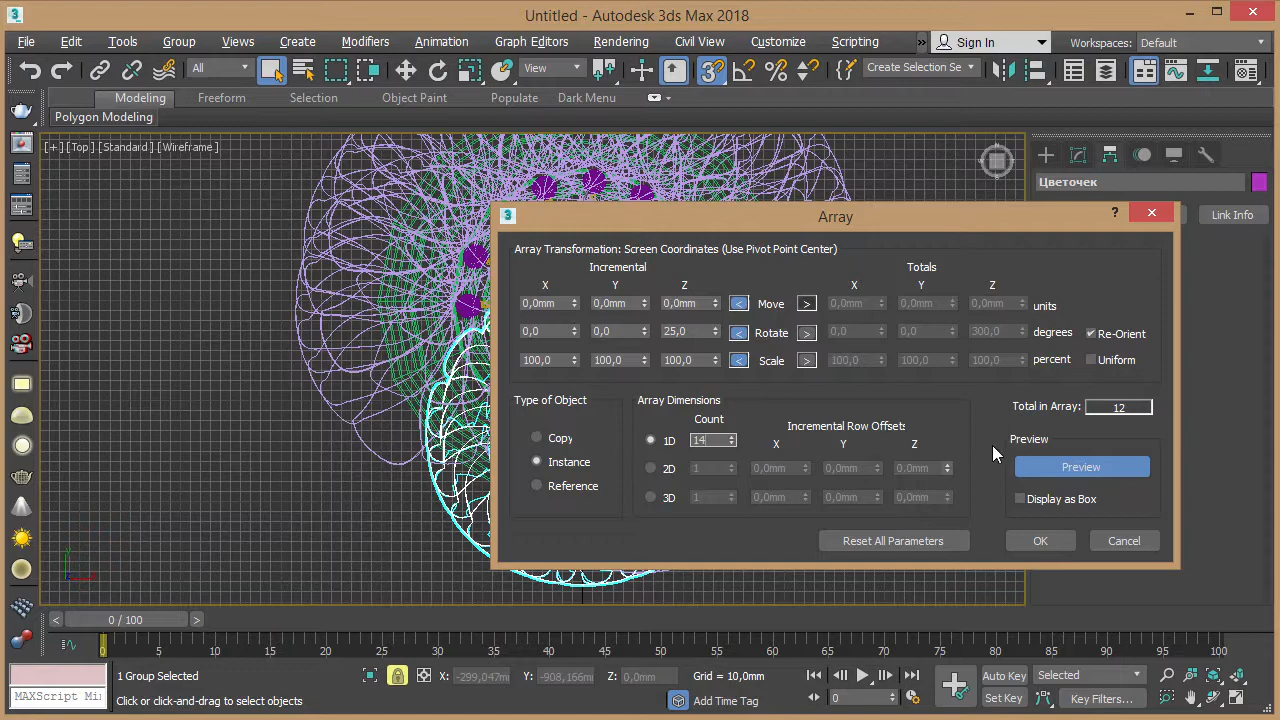 Untitled - Autodesk 3ds Max 2018
File Edit Tools Group Views Create Modifiers Animation Graph Editors Rendering Civil View Customize Scripting » Sign In Workspaces: Default
All View Create Selection Se
Modeling Freeform Selection Object Paint Populate Dark Menu
Polygon Modeling
[+] [Top] [Standard] [Wireframe]
Цветочек
Link Info
Array ?
Array Transformation: Screen Coordinates (Use Pivot Point Center)
Incremental Totals
X Y Z X Y Z
0,0mm 0,0mm 0,0mm < Move > 0,0mm 0,0mm 0,0mm units
0,0 0,0 25,0 < Rotate > 0,0 0,0 300,0 degrees Re-Orient
100,0 100,0 100,0 < Scale > 100,0 100,0 100,0 percent Uniform
Type of Object
Copy
Instance
Reference
Array Dimensions
Count
Incremental Row Offsets
X Y Z
1D 14
2D 1 0,0mm 0,0mm 0,0mm
3D 1 0,0mm 0,0mm 0,0mm
Total in Array: 12
Preview
Preview
Display as Box
Reset All Parameters OK Cancel
< 0 / 100 >
0 5 10 15 20 25 30 35 40 45 50 55 60 65 70 75 80 85 90 95 100
1 Group Selected X: -299,047m Y: -908,166m Z: 0,0mm Grid = 10,0mm Auto Key Selected
MAXScript Mi Click or click-and-drag to select objects Add Time Tag 0 Set Key Key Filters...